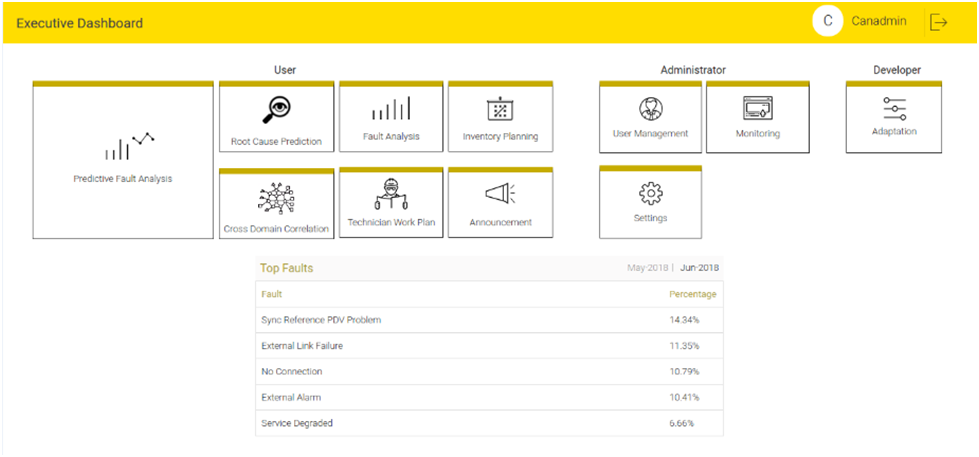 Executive Dashboard
C Canadmin
User
Administrator
Developer
Predictive Fault Analysis
Root Cause Prediction
Fault Analysis
Inventory Planning
User Management
Monitoring
Adaptation
Cross Domain Correlation
Technician Work Plan
Announcement
Settings
Top Faults May-2018 | Jun-2018
Fault Percentage
Sync Reference PDV Problem 14.34%
External Link Failure 11.35%
No Connection 10.79%
External Alarm 10.41%
Service Degraded 6.66%